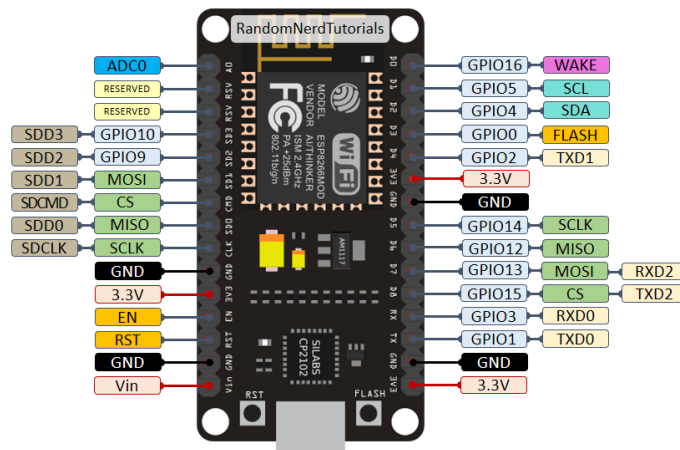 RandomNerdTutorials
ADC0
RESERVED
RESERVED
SDD3 GPIO10
SDD2 GPIO9
SDD1 MOSI
SDCMD CS
SDD0 MISO
SDCLK SCLK
GND
3.3V
EN
RST
GND
Vin
A0
RSV
RSV
SD3
SD2
SD1
CMD
SD0
CLK
GND
3V3
EN
RST
GND
Vin
MODEL
VENDOR
ESP8266MOD
AI/THINKER
ISM 2.4GHz
PA +25dBm
802.11b/g/n
FC
Wi Fi
AM1117
SILABS
CP2102
RST
FLASH
D0
D1
D2
D3
D4
3V3
GND
D5
D6
D7
D8
RX
TX
GND
3V3
GPIO16 WAKE
GPIO5 SCL
GPIO4 SDA
GPIO0 FLASH
GPIO2 TXD1
3.3V
GND
GPIO14 SCLK
GPIO12 MISO
GPIO13 MOSI RXD2
GPIO15 CS TXD2
GPIO3 RXD0
GPIO1 TXD0
GND
3.3V